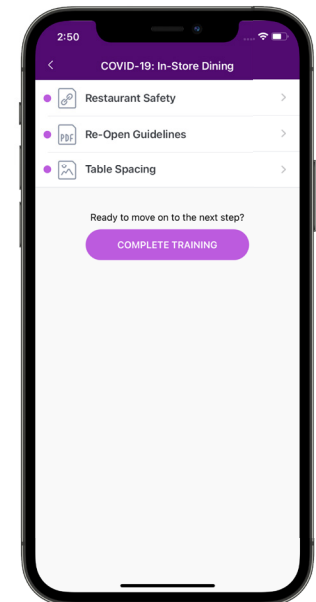 2:50
COVID-19: In-Store Dining
Restaurant Safety
PDF
Re-Open Guidelines
Table Spacing
Ready to move on to the next step?
COMPLETE TRAINING